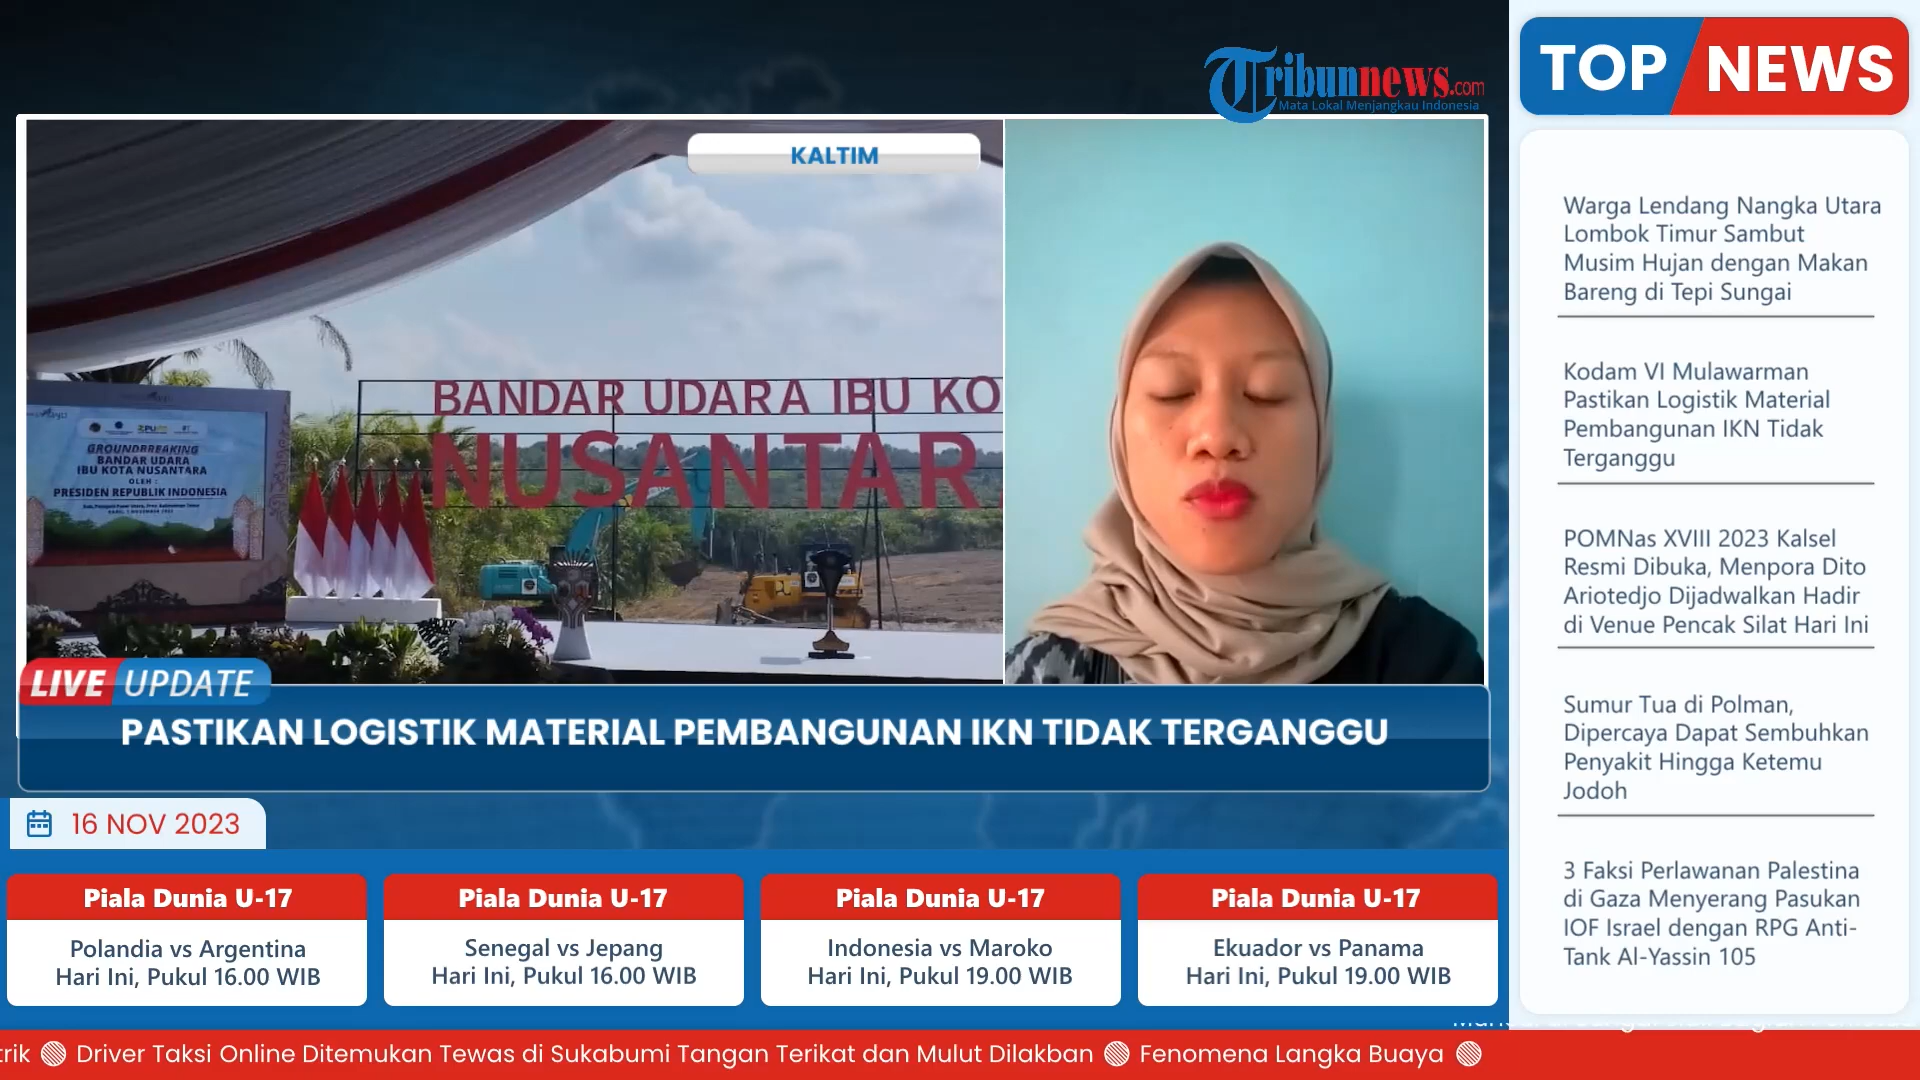 Tribunnews.com
Mata Lokal Menjangkau Indonesia
TOP NEWS
KALTIM
BANDAR UDARA IBU KO
NUSANTAR
GROUNDBREAKING
BANDAR UDARA
IBU KOTA NUSANTARA
OLEH :
PRESIDEN REPUBLIK INDONESIA
LIVE UPDATE
PASTIKAN LOGISTIK MATERIAL PEMBANGUNAN IKN TIDAK TERGANGGU
16 NOV 2023
Piala Dunia U-17
Polandia vs Argentina
Hari Ini, Pukul 16.00 WIB
Piala Dunia U-17
Senegal vs Jepang
Hari Ini, Pukul 16.00 WIB
Piala Dunia U-17
Indonesia vs Maroko
Hari Ini, Pukul 19.00 WIB
Piala Dunia U-17
Ekuador vs Panama
Hari Ini, Pukul 19.00 WIB
Warga Lendang Nangka Utara
Lombok Timur Sambut
Musim Hujan dengan Makan
Bareng di Tepi Sungai
Kodam VI Mulawarman
Pastikan Logistik Material
Pembangunan IKN Tidak
Terganggu
POMNas XVIII 2023 Kalsel
Resmi Dibuka, Menpora Dito
Ariotedjo Dijadwalkan Hadir
di Venue Pencak Silat Hari Ini
Sumur Tua di Polman,
Dipercaya Dapat Sembuhkan
Penyakit Hingga Ketemu
Jodoh
3 Faksi Perlawanan Palestina
di Gaza Menyerang Pasukan
IOF Israel dengan RPG Anti-
Tank Al-Yassin 105
trik Driver Taksi Online Ditemukan Tewas di Sukabumi Tangan Terikat dan Mulut Dilakban Fenomena Langka Buaya